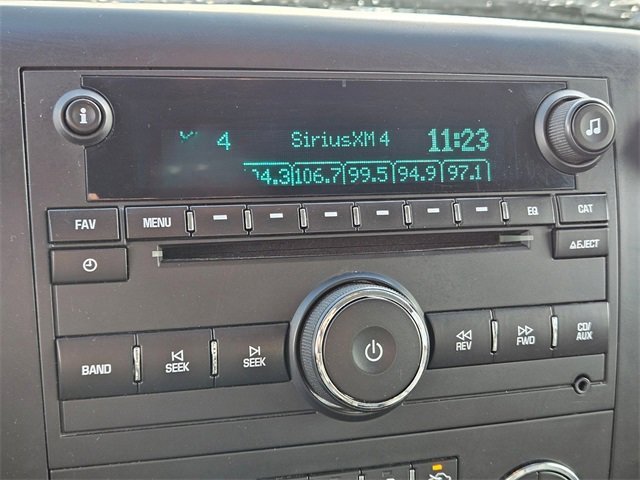 i
4 SiriusXM 4 11:23
94.3 106.7 99.5 94.9 97.1
FAV MENU EQ CAT
EJECT
BAND SEEK SEEK REV FWD CD/
AUX